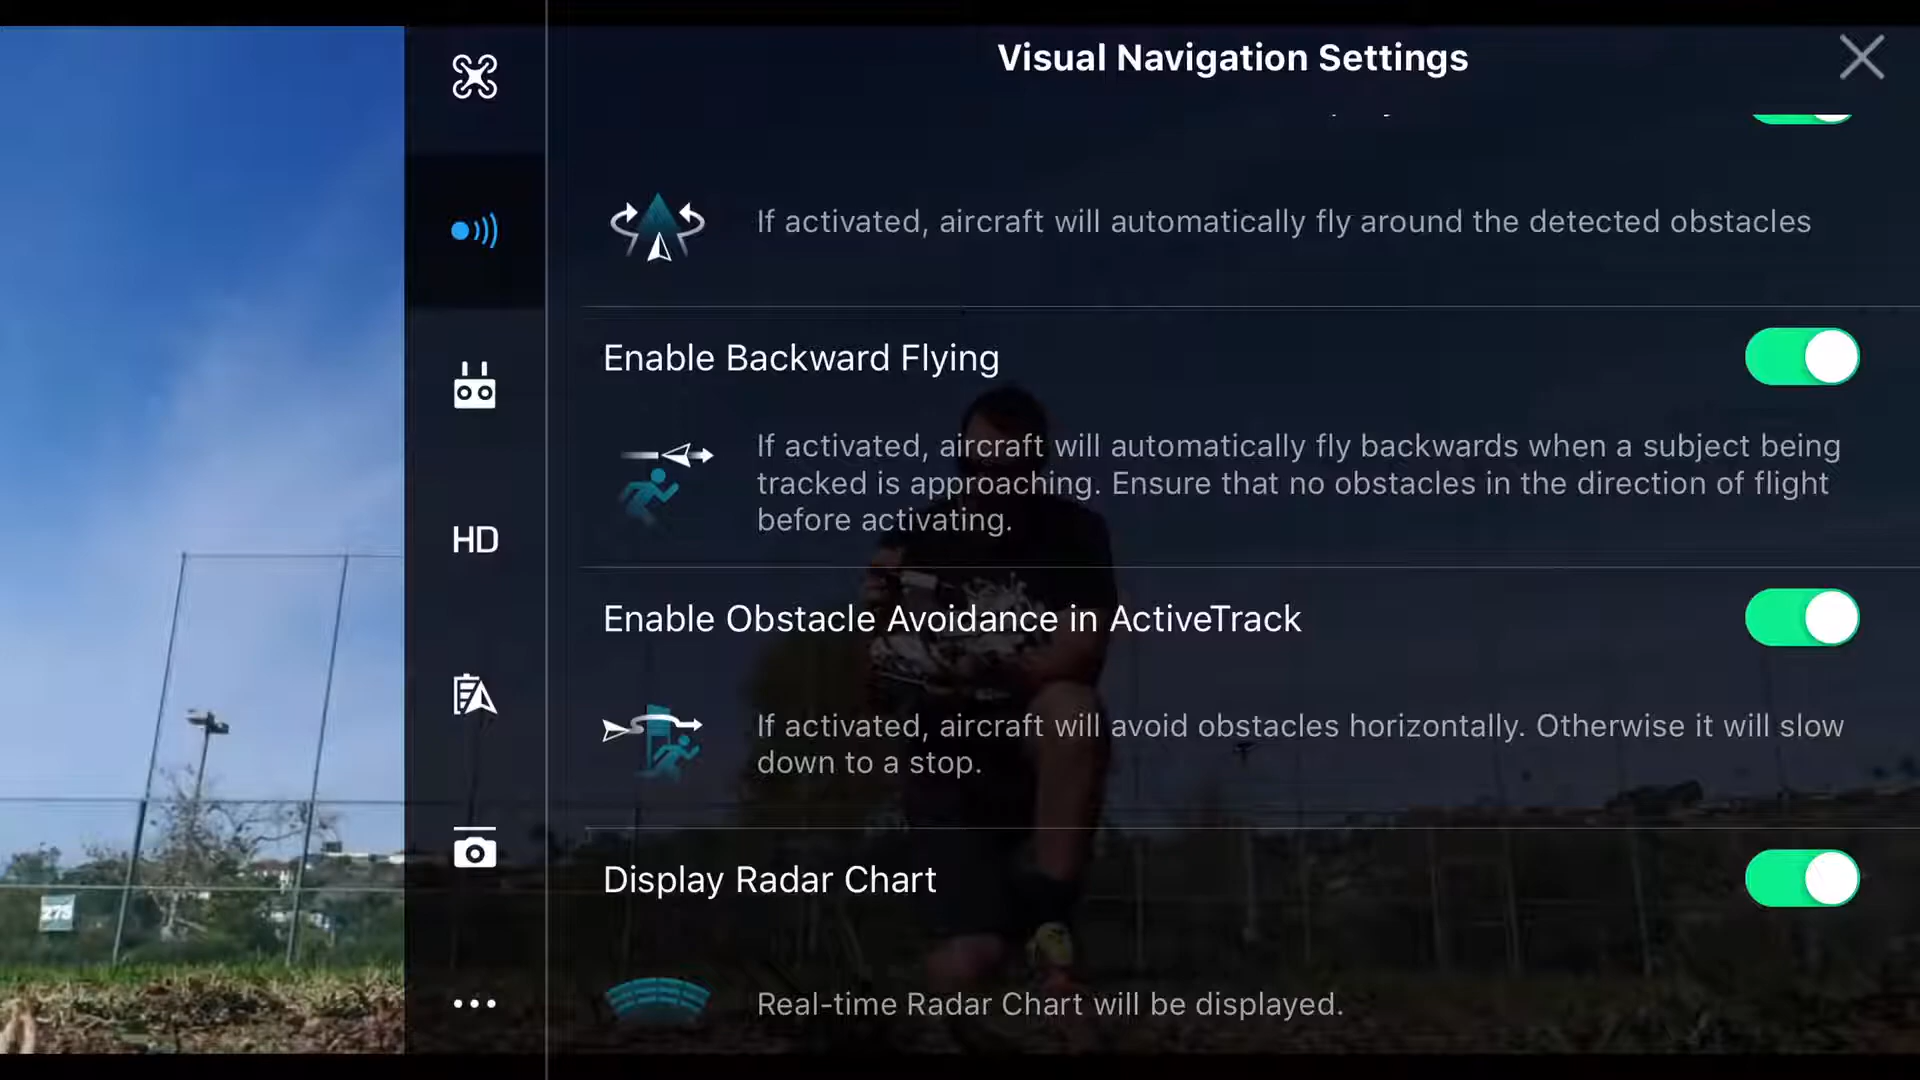 Visual Navigation Settings
If activated, aircraft will automatically fly around the detected obstacles
Enable Backward Flying
If activated, aircraft will automatically fly backwards when a subject being
tracked is approaching. Ensure that no obstacles in the direction of flight
before activating.
HD
Enable Obstacle Avoidance in ActiveTrack
If activated, aircraft will avoid obstacles horizontally. Otherwise it will slow
down to a stop.
Display Radar Chart
275
Real-time Radar Chart will be displayed.